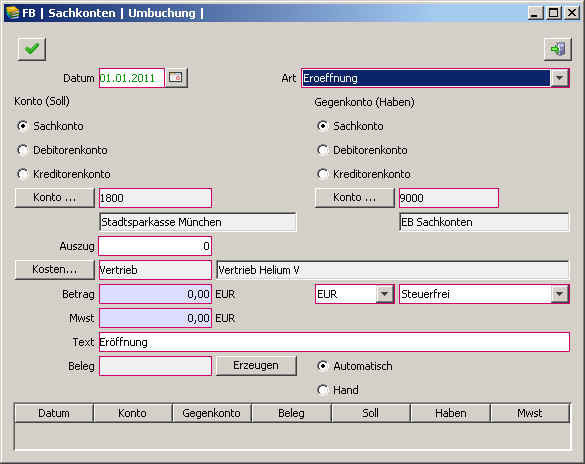 FB | Sachkonten | Umbuchung |
Datum 01.01.2011 Art Eroeffnung
Konto (Soll) Gegenkonto (Haben)
Sachkonto Sachkonto
Debitorenkonto Debitorenkonto
Kreditorenkonto Kreditorenkonto
Konto ... 1800 Konto ... 9000
Stadtsparkasse München EB Sachkonten
Auszug 0
Kosten... Vertrieb Vertrieb Helium V
Betrag 0,00 EUR EUR Steuerfrei
Mwst 0,00 EUR
Text Eröffnung
Beleg Erzeugen Automatisch
Hand
Datum Konto Gegenkonto Beleg Soll Haben Mwst